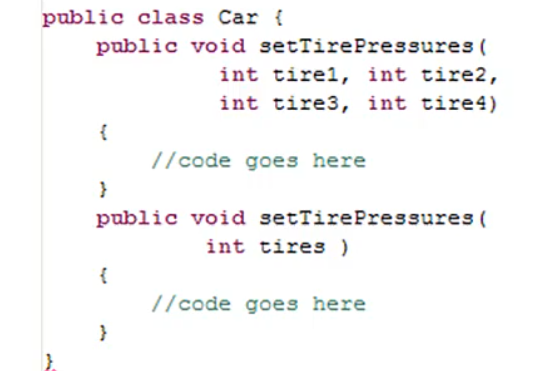 public class Car {
public void setTirePressures(
int tire1, int tire2,
int tire3, int tire4)
{
//code goes here
}
public void setTirePressures(
int tires )
{
//code goes here
}
}